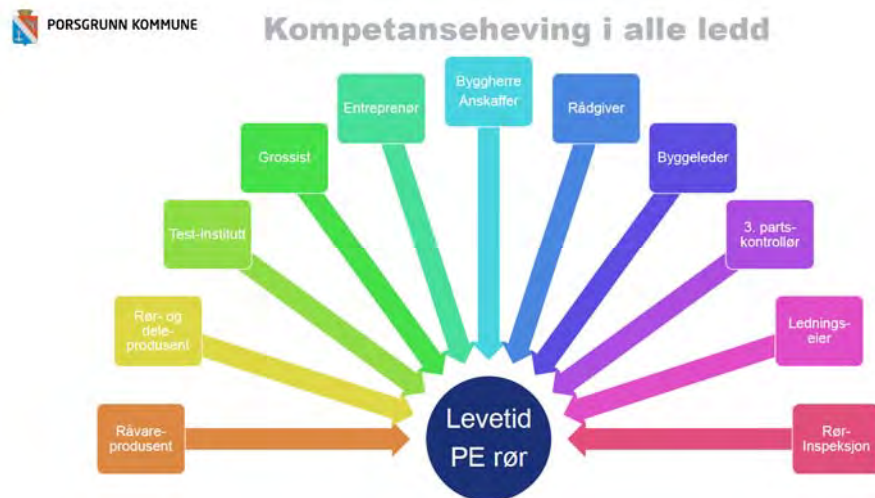 PORSGRUNN KOMMUNE
Kompetanseheving i alle ledd
Råvare-
produsent
Rør- og
dele-
produsent
Test-institutt
Grossist
Entreprenør
Byggherre
Anskaffer
Rådgiver
Byggeleder
3. parts-
kontrollør
Lednings-
eier
Rør-
Inspeksjon
Levetid
PE rør